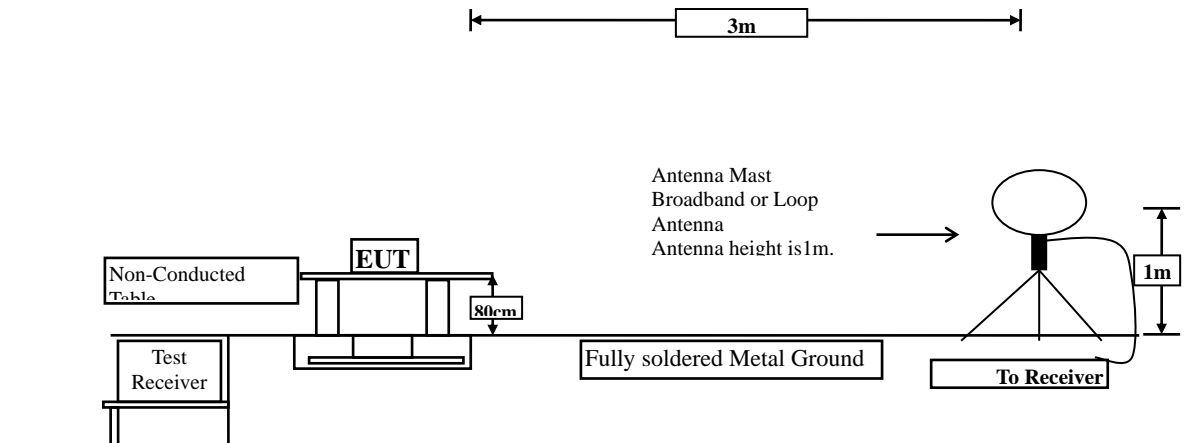 3m
Antenna Mast
Broadband or Loop
Antenna
Antenna height is1m.
EUT
Non-Conducted
Table
80cm
1m
Test
Receiver
Fully soldered Metal Ground
To Receiver